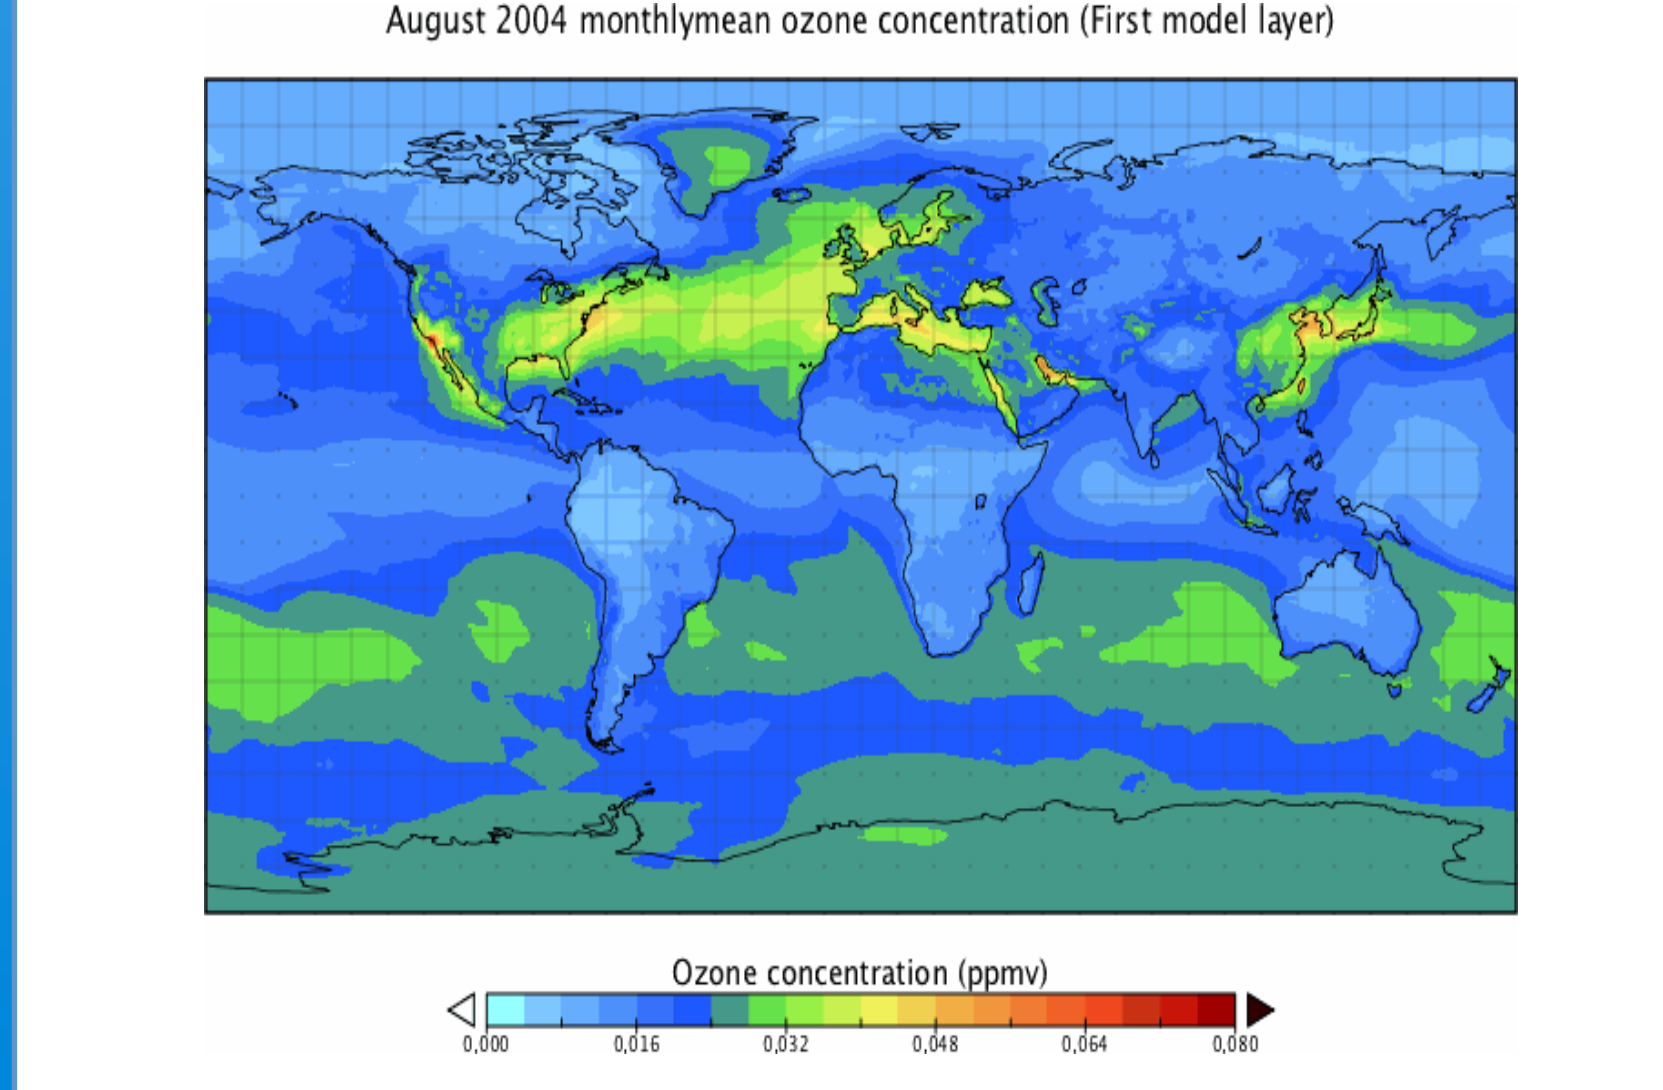 August 2004 monthlymean ozone concentration (First model layer)
Ozone concentration (ppmv)
0,000 0,016 0,032 0,048 0,064 0,080